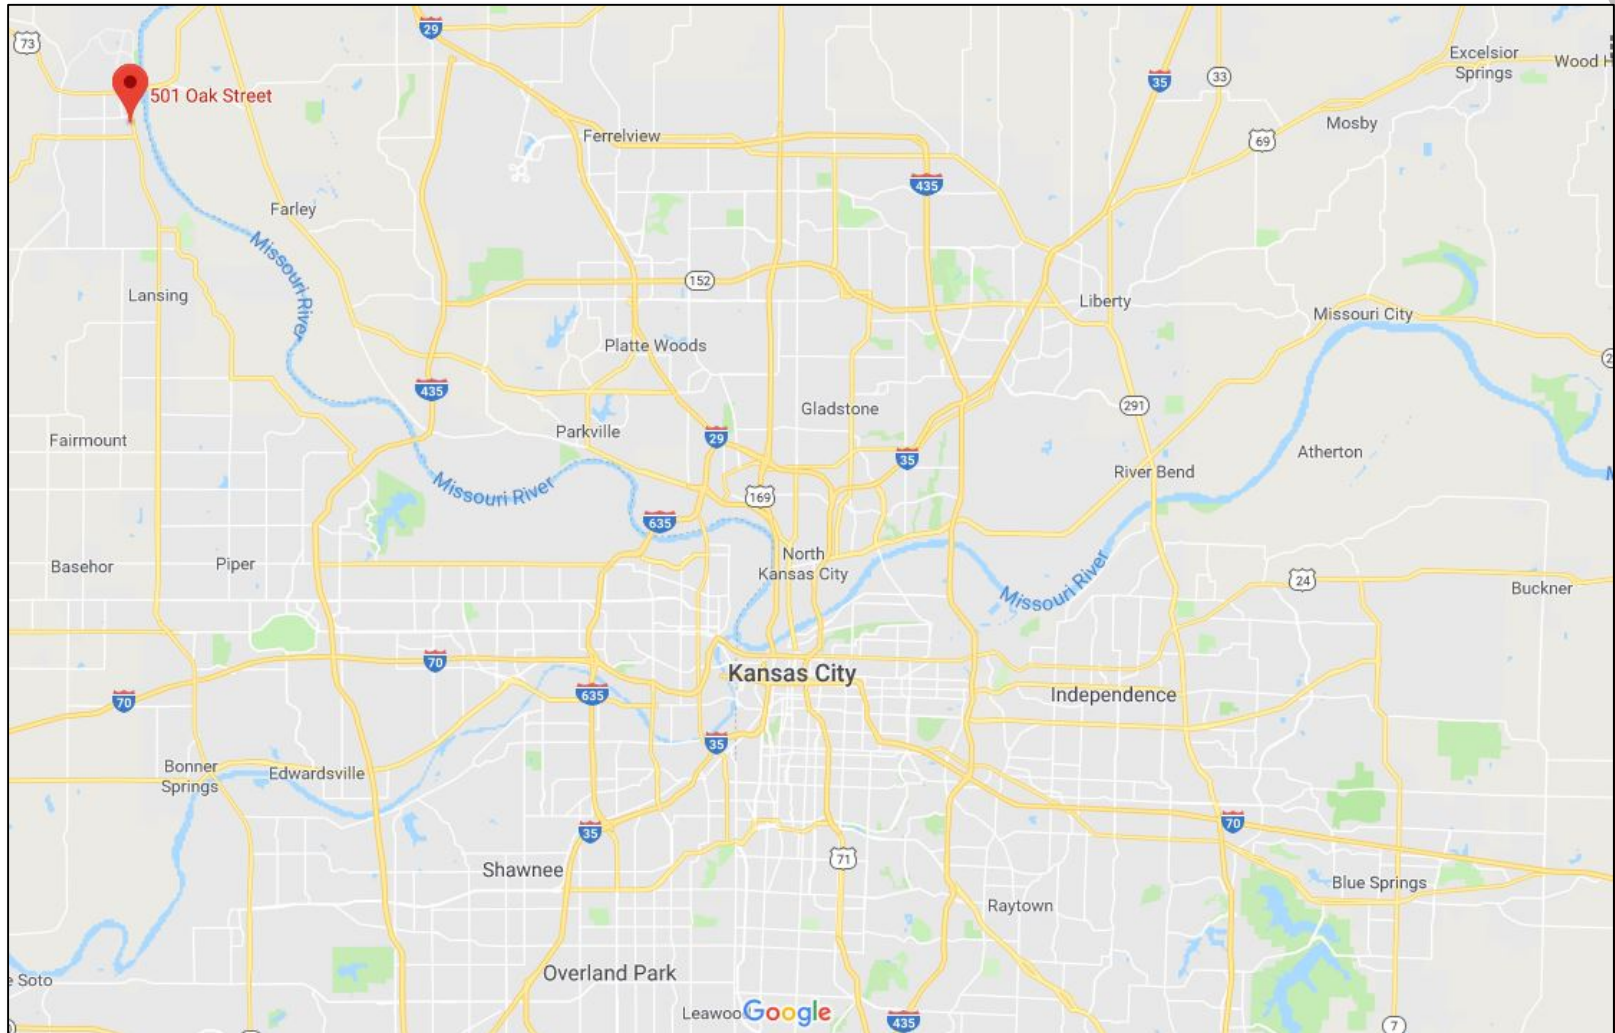 73
29
35
33
Excelsior
Springs
Wood H
501 Oak Street
Mosby
69
Ferrelview
435
Farley
Missouri River
152
Lansing
Liberty
Missouri City
2
Platte Woods
435
291
Gladstone
Parkville
29
35
Fairmount
Atherton
River Bend
Missouri River
169
635
M
North
Kansas City
Basehor
Piper
Missouri River
24
Buckner
70
Kansas City
635
Independence
70
35
Bonner
Springs
Edwardsville
35
70
71
Shawnee
Blue Springs
Raytown
Overland Park
e Soto
Leawoo
Google
435
7